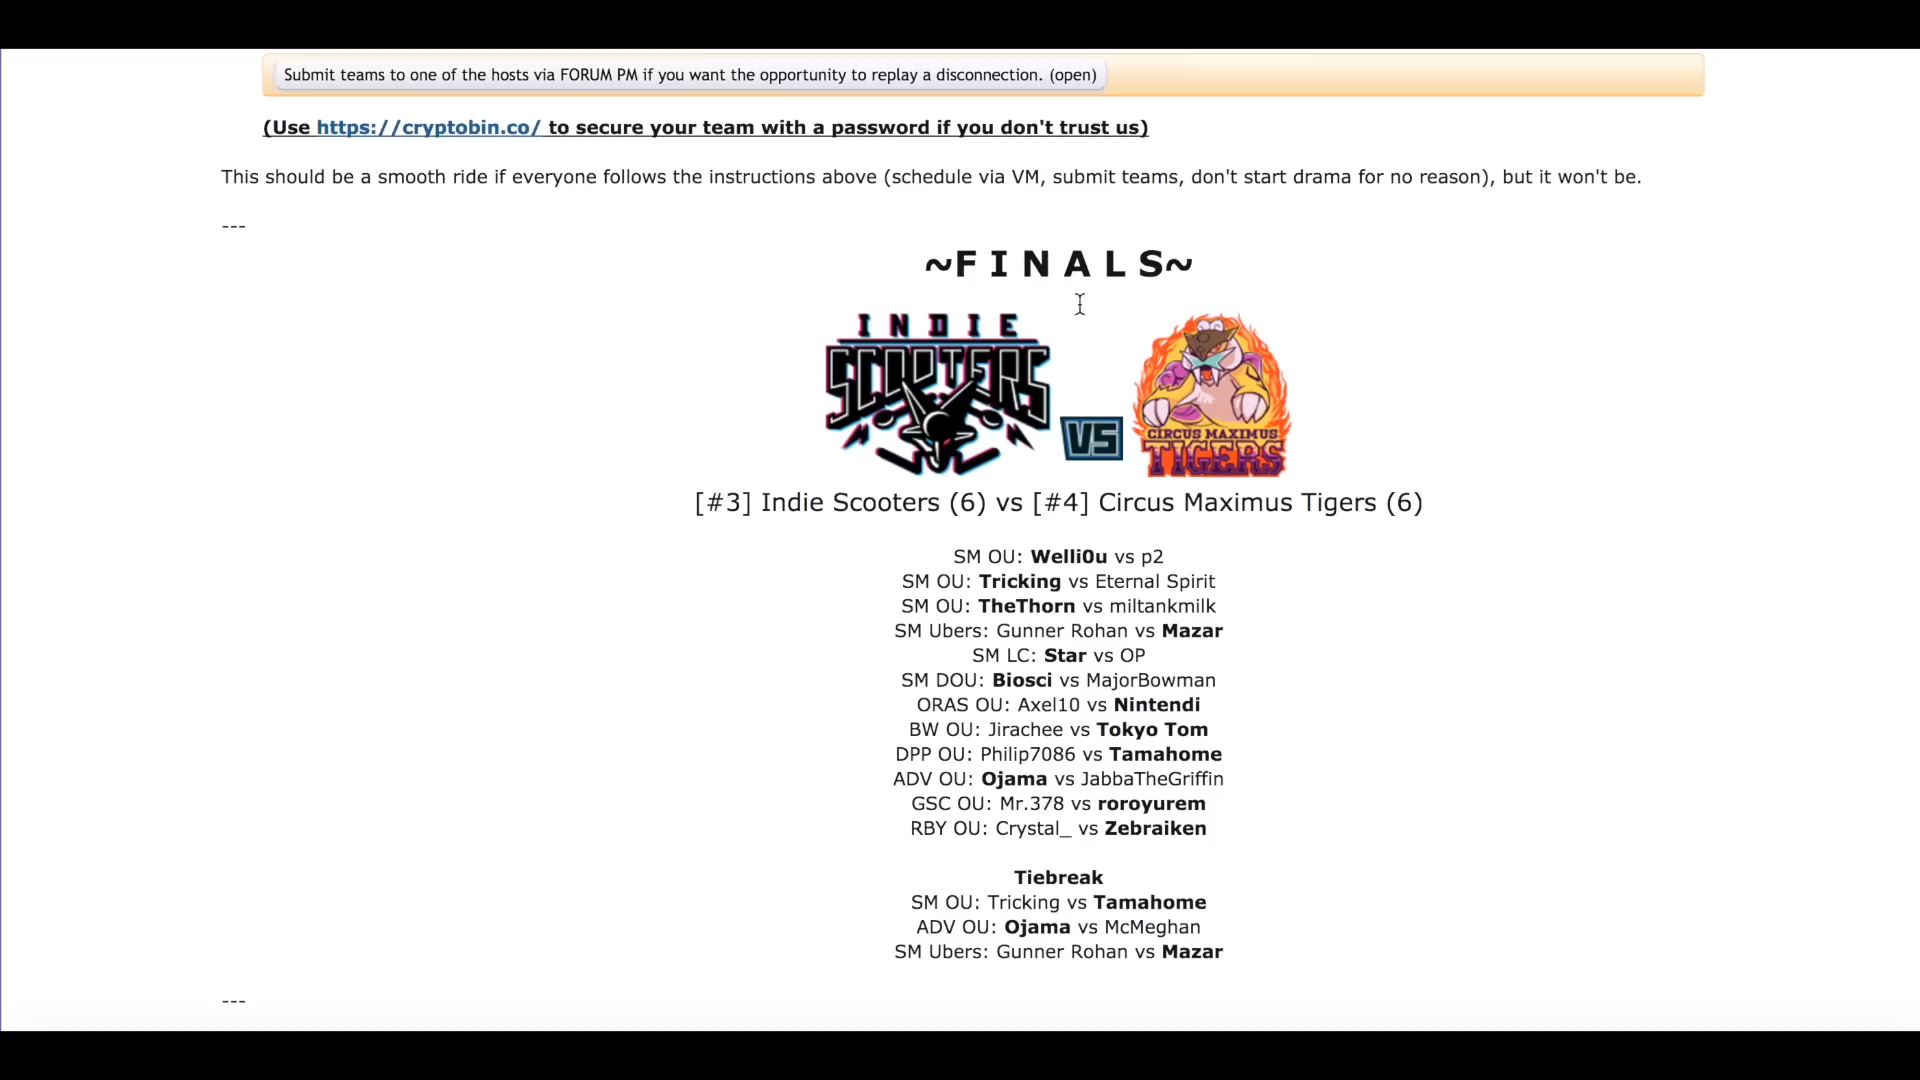 Submit teams to one of the hosts via FORUM PM if you want the opportunity to replay a disconnection. (open)
(Use https://cryptobin.co/ to secure your team with a password if you don't trust us)
This should be a smooth ride if everyone follows the instructions above (schedule via VM, submit teams, don't start drama for no reason), but it won't be.
---
~F I N A L S~
INDIE
SCOOTERS
VS
CIRCUS MAXIMUS
TIGERS
[#3] Indie Scooters (6) vs [#4] Circus Maximus Tigers (6)
SM OU: Welli0u vs p2
SM OU: Tricking vs Eternal Spirit
SM OU: TheThorn vs miltankmilk
SM Ubers: Gunner Rohan vs Mazar
SM LC: Star vs OP
SM DOU: Biosci vs MajorBowman
ORAS OU: Axel10 vs Nintendi
BW OU: Jirachee vs Tokyo Tom
DPP OU: Philip7086 vs Tamahome
ADV OU: Ojama vs JabbaTheGriffin
GSC OU: Mr.378 vs roroyurem
RBY OU: Crystal_ vs Zebraiken
Tiebreak
SM OU: Tricking vs Tamahome
ADV OU: Ojama vs McMeghan
SM Ubers: Gunner Rohan vs Mazar
---